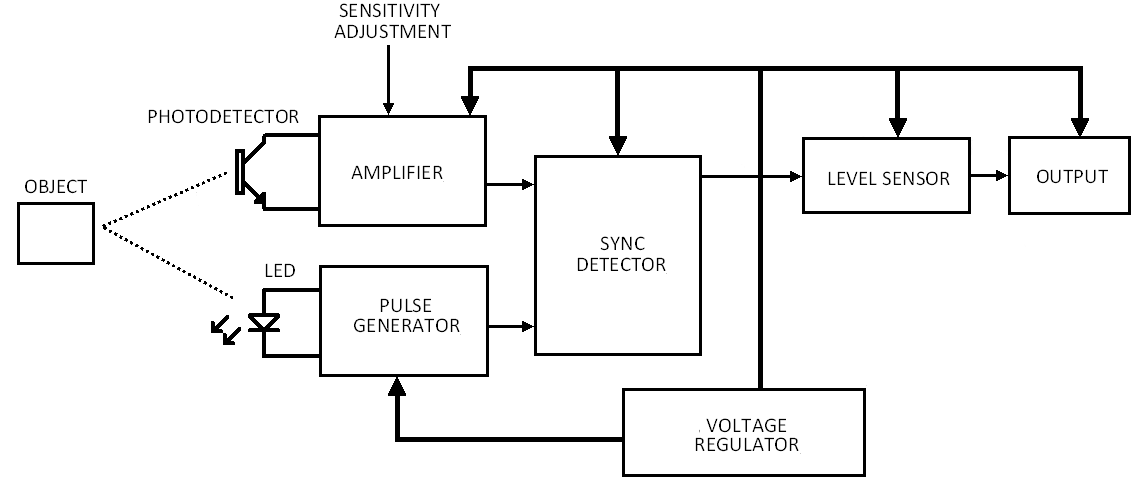 SENSITIVITY
ADJUSTMENT
PHOTODETECTOR
AMPLIFIER
OBJECT
LEVEL SENSOR
OUTPUT
SYNC
DETECTOR
LED
PULSE
GENERATOR
VOLTAGE
REGULATOR